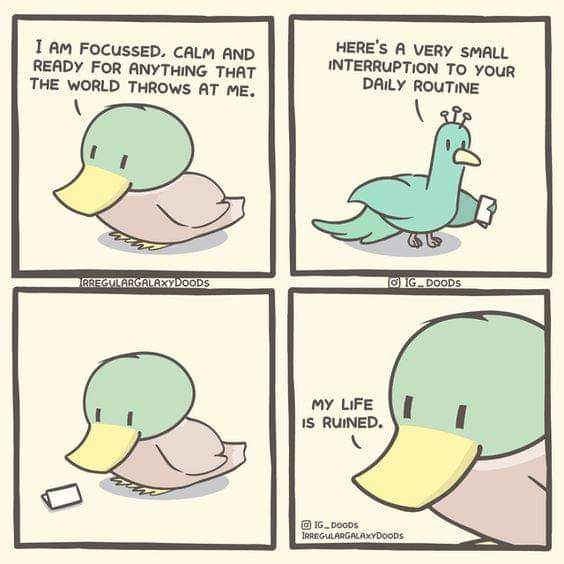 I AM FOCUSSED, CALM AND
READY FOR ANYTHING THAT
THE WORLD THROWS AT ME.
HERE'S A VERY SMALL
INTERRUPTION TO YOUR
DAILY ROUTINE
IRREGULARGALAXYDOODS
IG_DOODS
MY LIFE
IS RUINED.
IG_DOODS
IRREGULARGALAXYDOODS